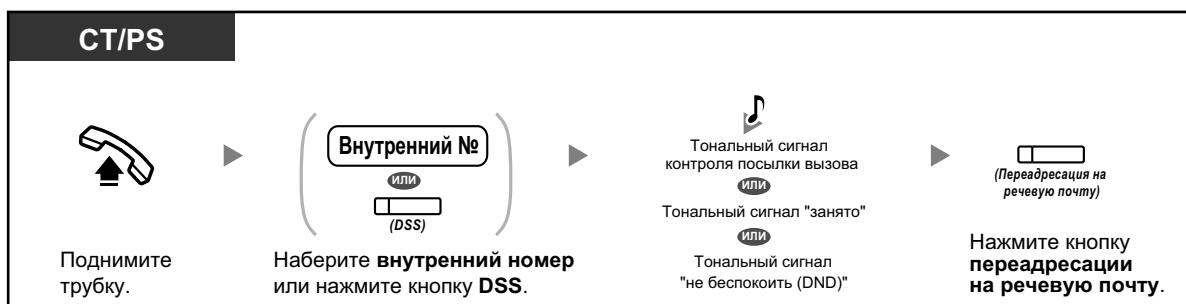 CT/PS
Внутренний №
или
(DSS)
Тональный сигнал
контроля посылки вызова
или
Тональный сигнал "занято"
или
Тональный сигнал
"не беспокоить (DND)"
(Переадресация на
речевую почту)
Поднимите
трубку.
Наберите внутренний номер
или нажмите кнопку DSS.
Нажмите кнопку
переадресации
на речевую почту.